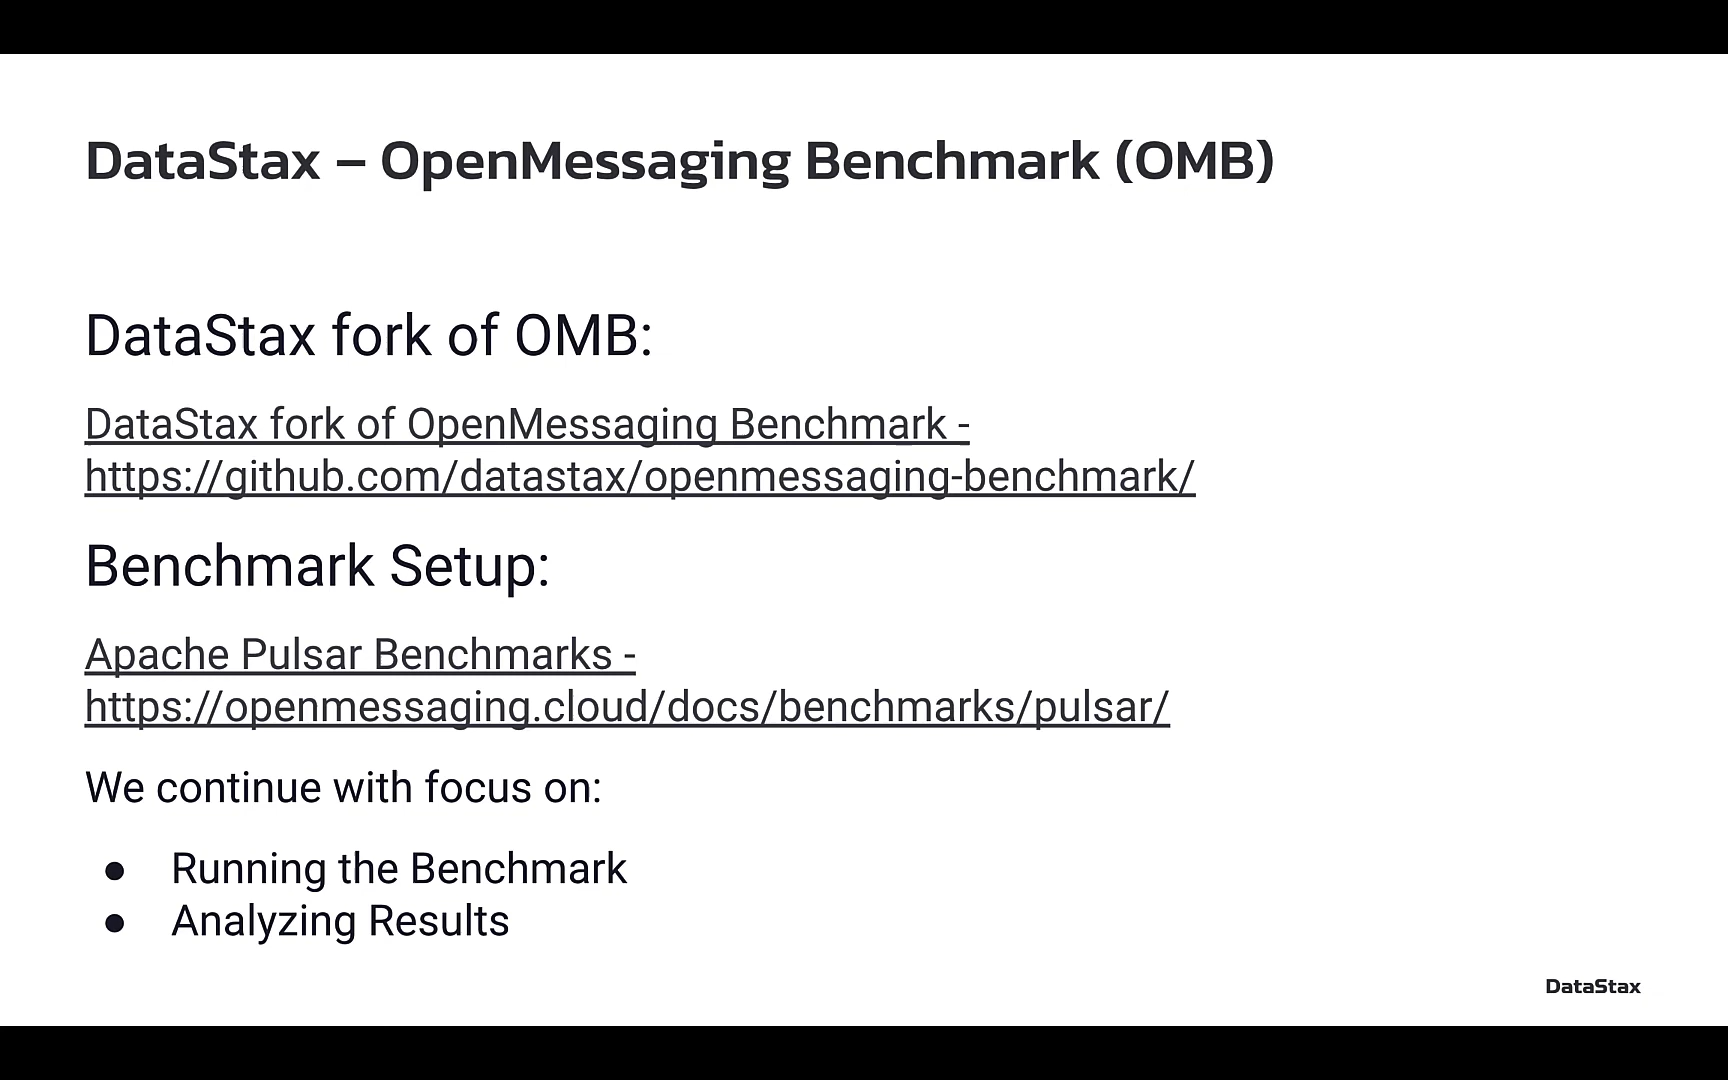 DataStax – OpenMessaging Benchmark (OMB)
DataStax fork of OMB:
DataStax fork of OpenMessaging Benchmark -
https://github.com/datastax/openmessaging-benchmark/
Benchmark Setup:
Apache Pulsar Benchmarks -
https://openmessaging.cloud/docs/benchmarks/pulsar/
We continue with focus on:
● Running the Benchmark
● Analyzing Results
DataStax